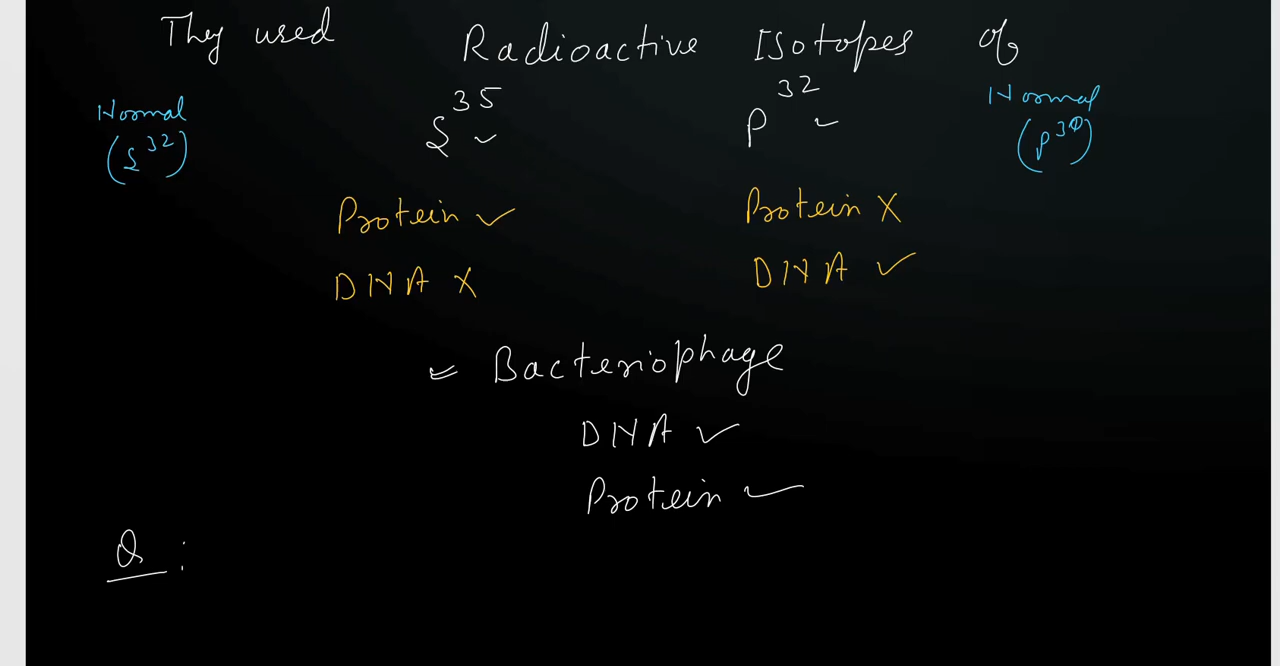 They used Radioactive Isotopes of
Normal (S³²) S³⁵ ✓ P³² ✓ Normal (P³¹)
Protein ✓ Protein X
DNA X DNA ✓
Bacteriophage
DNA ✓
Protein ✓
Q :